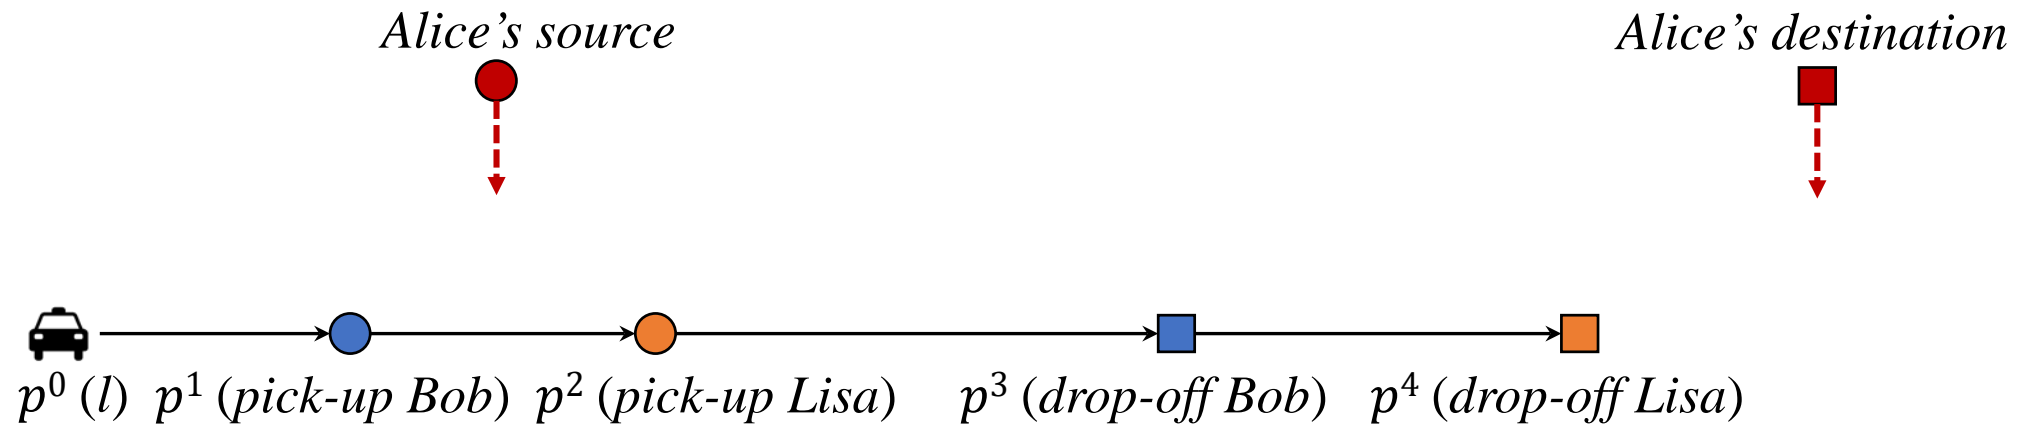 Alice’s source
Alice’s destination
p⁰ (l)
p¹ (pick-up Bob)
p² (pick-up Lisa)
p³ (drop-off Bob)
p⁴ (drop-off Lisa)